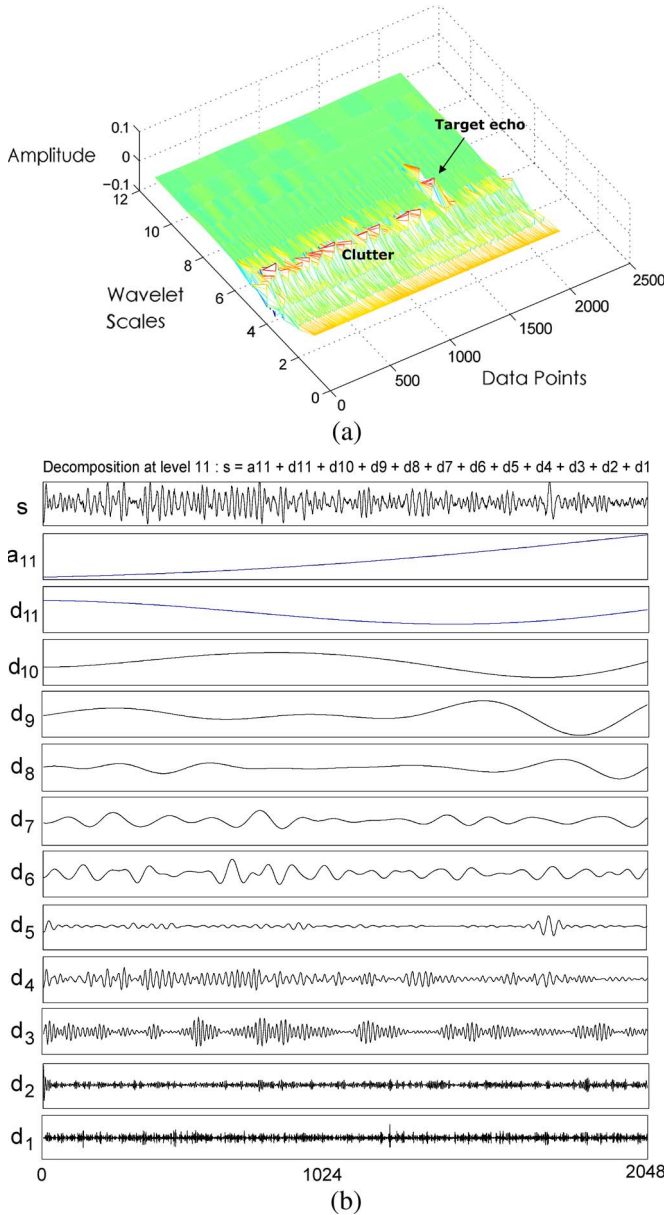 0.1
Amplitude 0
−0.1
12
10
8
6
4
2
0
Wavelet
Scales
Target echo
Clutter
0
500
1000
1500
2000
2500
Data Points
(a)
Decomposition at level 11 : s = a11 + d11 + d10 + d9 + d8 + d7 + d6 + d5 + d4 + d3 + d2 + d1
s
a11
d11
d10
d9
d8
d7
d6
d5
d4
d3
d2
d1
0 1024 2048
(b)